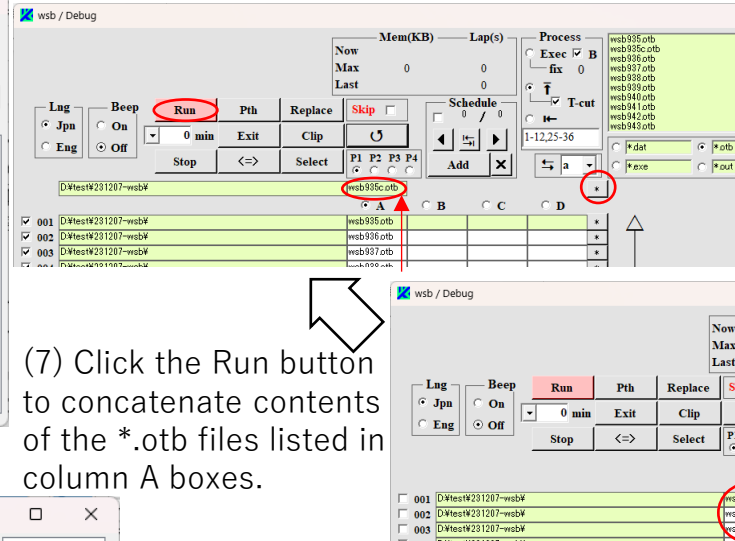 wsb / Debug
Mem(KB) Lap(s)
Now
Max 0 0
Last 0
Process
Exec B
fix 0
T
T-cut
1-12,25-36
a
wsb935.otb
wsb935c.otb
wsb936.otb
wsb937.otb
wsb938.otb
wsb939.otb
wsb940.otb
wsb941.otb
wsb942.otb
wsb943.otb
*.dat *.otb
*.exe *.out
Lng Beep
Jpn On
Eng Off
Run Pth Replace Skip
0 min Exit Clip
Stop <=> Select P1 P2 P3 P4
Schedule
0 / 0
Add X
D:¥test¥231207-wsb¥ wsb935c.otb *
A B C D
001 D:¥test¥231207-wsb¥ wsb935.otb *
002 D:¥test¥231207-wsb¥ wsb936.otb *
003 D:¥test¥231207-wsb¥ wsb937.otb *
(7) Click the Run button
to concatenate contents
of the *.otb files listed in
column A boxes.
wsb / Debug
Now
Max
Last
Lng Beep
Jpn On
Eng Off
Run Pth Replace
0 min Exit Clip
Stop <=> Select
001 D:¥test¥231207-wsb¥
002 D:¥test¥231207-wsb¥
003 D:¥test¥231207-wsb¥